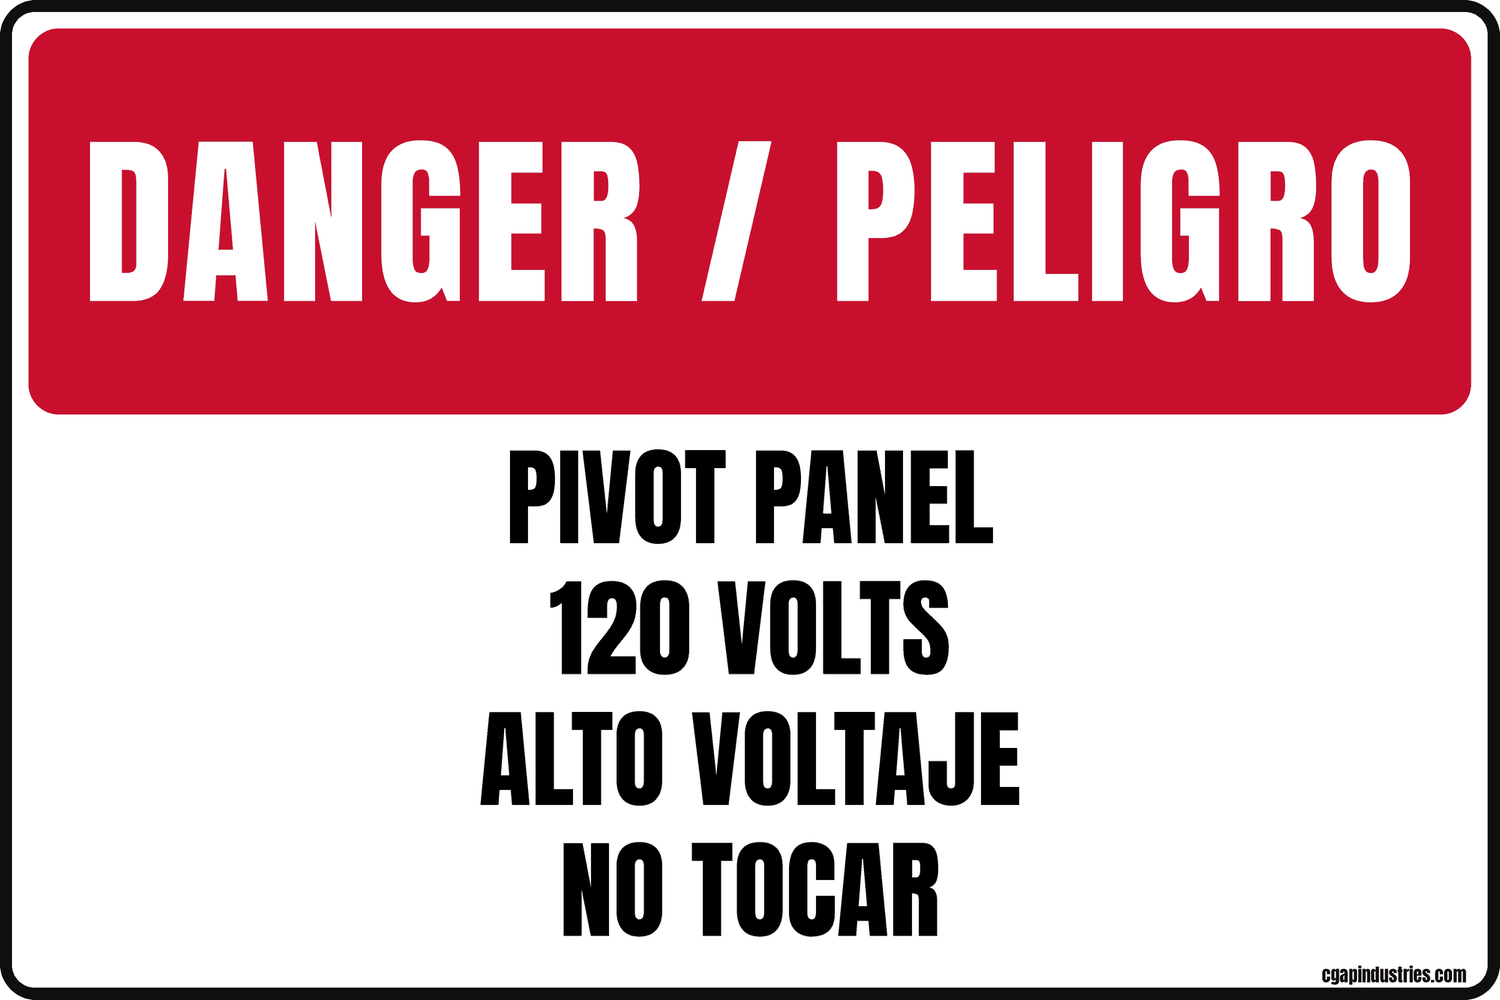 DANGER / PELIGRO
PIVOT PANEL
120 VOLTS
ALTO VOLTAJE
NO TOCAR
cgapindustries.com